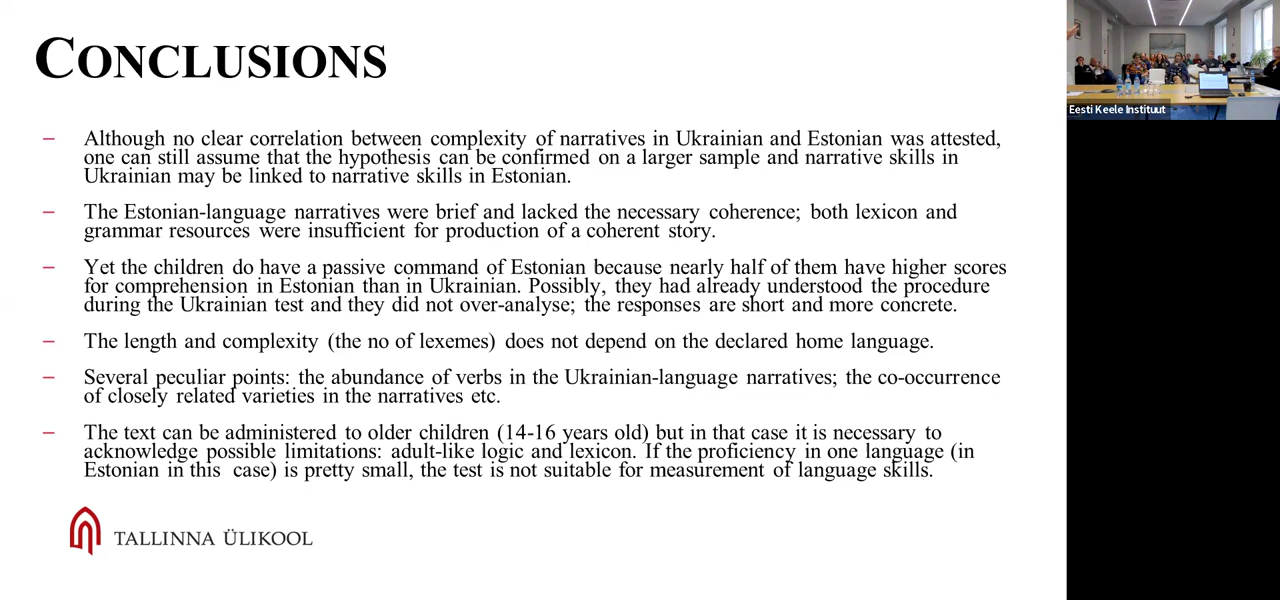 CONCLUSIONS
– Although no clear correlation between complexity of narratives in Ukrainian and Estonian was attested,
one can still assume that the hypothesis can be confirmed on a larger sample and narrative skills in
Ukrainian may be linked to narrative skills in Estonian.
– The Estonian-language narratives were brief and lacked the necessary coherence; both lexicon and
grammar resources were insufficient for production of a coherent story.
– Yet the children do have a passive command of Estonian because nearly half of them have higher scores
for comprehension in Estonian than in Ukrainian. Possibly, they had already understood the procedure
during the Ukrainian test and they did not over-analyse; the responses are short and more concrete.
– The length and complexity (the no of lexemes) does not depend on the declared home language.
– Several peculiar points: the abundance of verbs in the Ukrainian-language narratives; the co-occurrence
of closely related varieties in the narratives etc.
– The text can be administered to older children (14-16 years old) but in that case it is necessary to
acknowledge possible limitations: adult-like logic and lexicon. If the proficiency in one language (in
Estonian in this case) is pretty small, the test is not suitable for measurement of language skills.
TALLINNA ÜLIKOOL
Eesti Keele Instituut